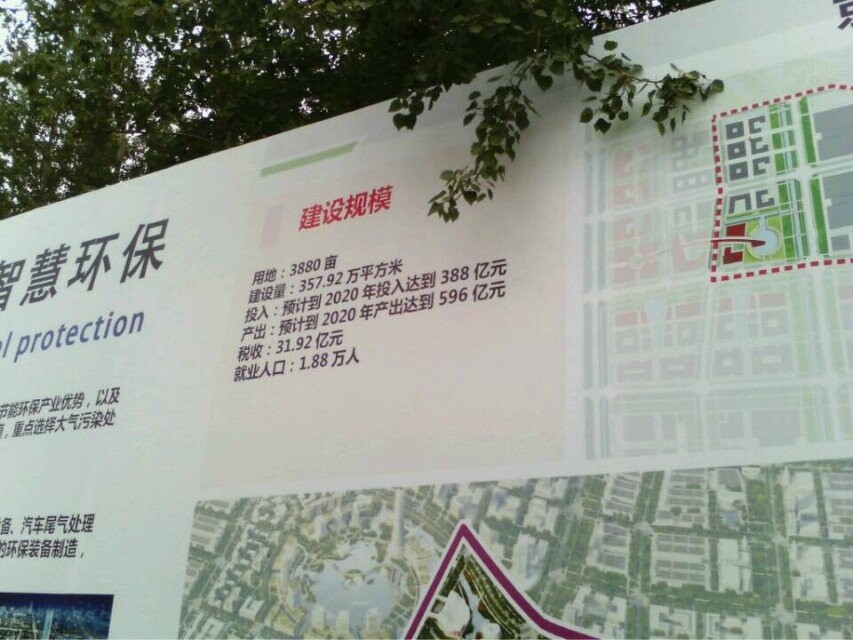 智慧环保
l protection
节能环保产业优势，以及
，重点选择大气污染处
备、汽车尾气处理
的环保装备制造，
建设规模
用地：3880 亩
建设量：357.92 万平方米
投入：预计到 2020 年投入达到 388 亿元
产出：预计到 2020 年产出达到 596 亿元
税收：31.92 亿元
就业人口：1.88 万人